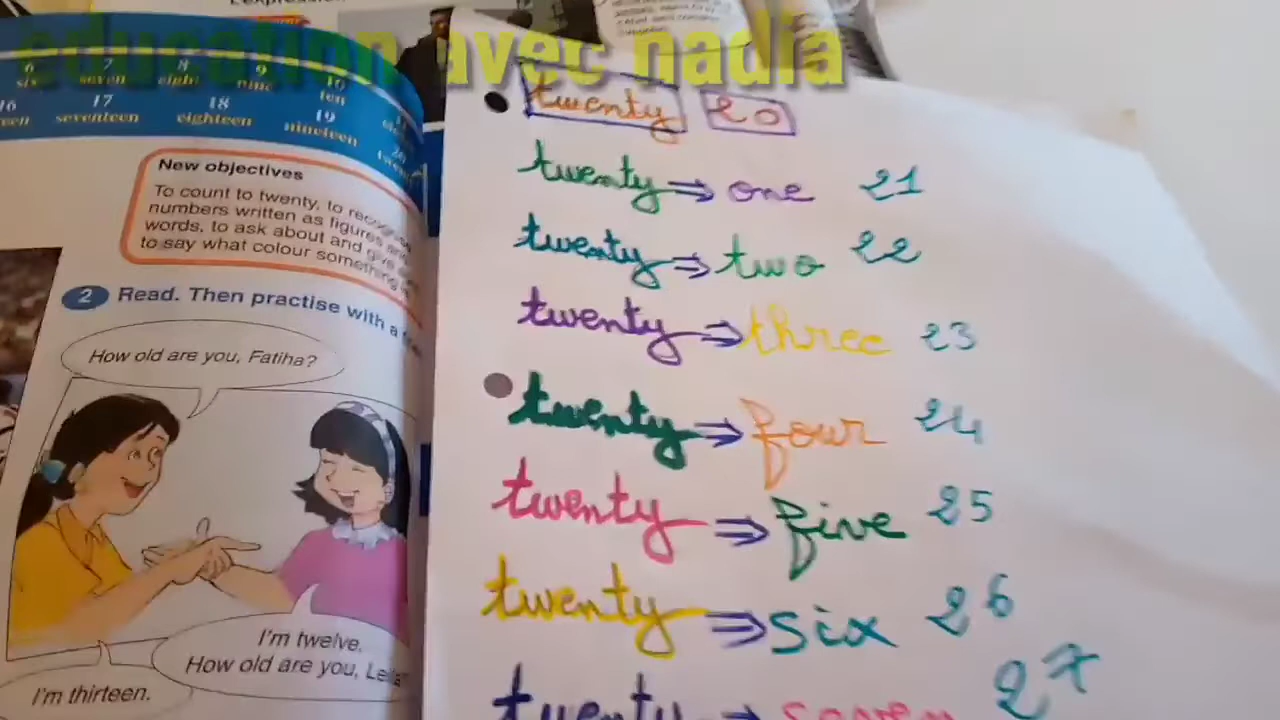 education avec nadia
6 7 8 9 10
six seven eight nine ten
16 17 18 19
seventeen eighteen nineteen
20
New objectives
To count to twenty, to recognise
numbers written as figures and
words, to ask about and give
to say what colour something
2 Read. Then practise with a
How old are you, Fatiha?
I'm twelve.
How old are you, Leila?
I'm thirteen.
twenty 20
twenty ⇒ one 21
twenty ⇒ two 22
twenty ⇒ three 23
twenty ⇒ four 24
twenty ⇒ five 25
twenty ⇒ six 26
twenty ⇒ seven 27